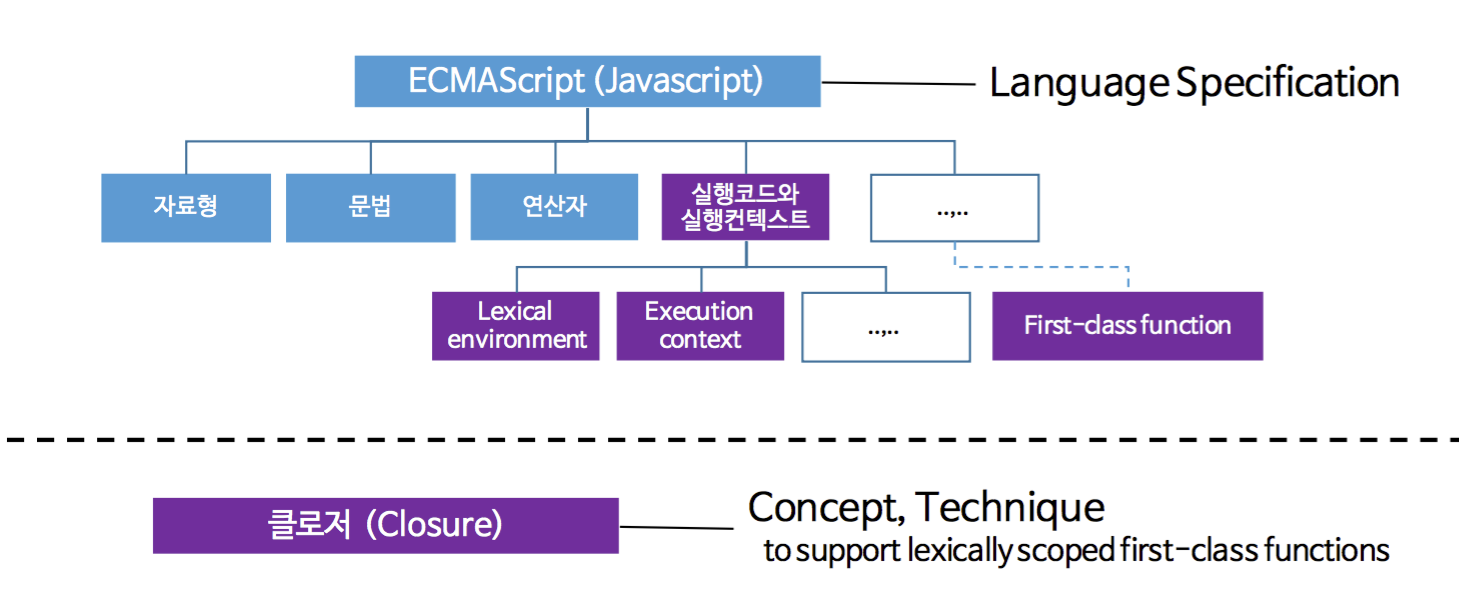 ECMAScript (Javascript)
Language Specification
자료형
문법
연산자
실행코드와
실행컨텍스트
..,..
Lexical
environment
Execution
context
..,..
First-class function
클로저 (Closure)
Concept, Technique
to support lexically scoped first-class functions